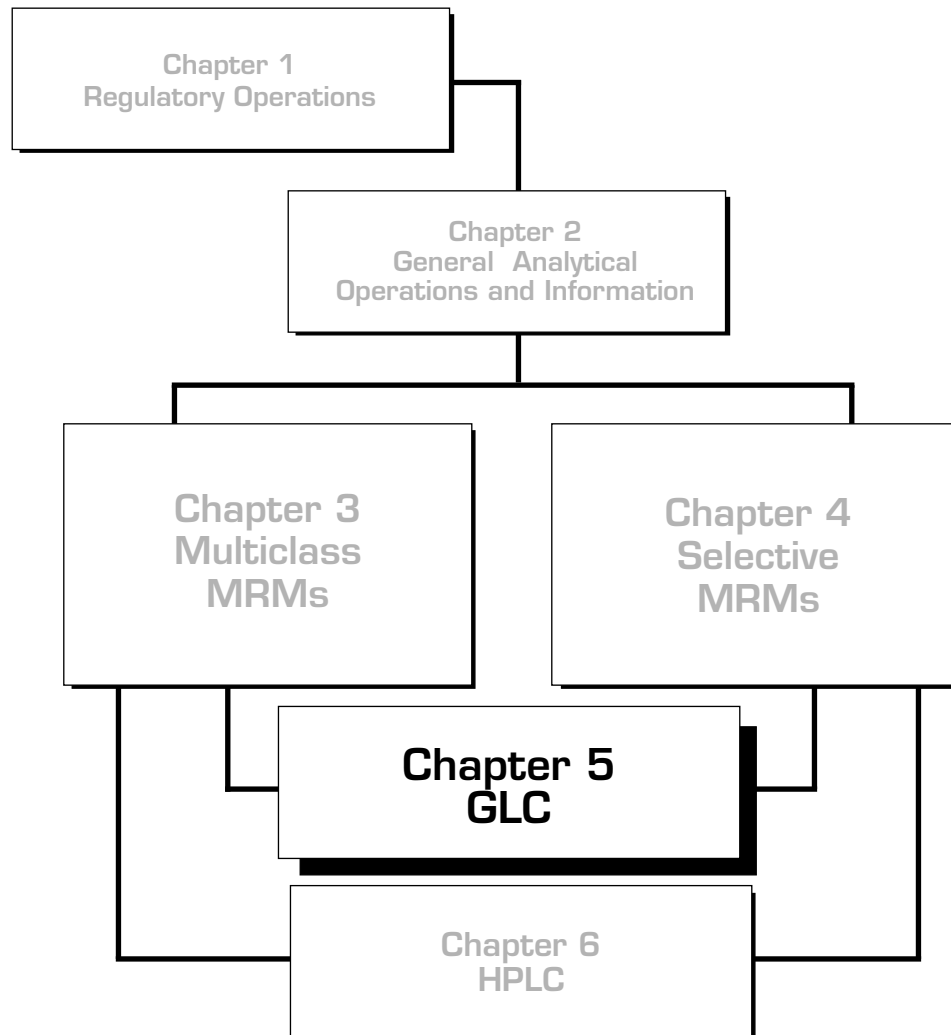 Chapter 1
Regulatory Operations
Chapter 2
General Analytical
Operations and Information
Chapter 3
Multiclass
MRMs
Chapter 4
Selective
MRMs
Chapter 5
GLC
Chapter 6
HPLC